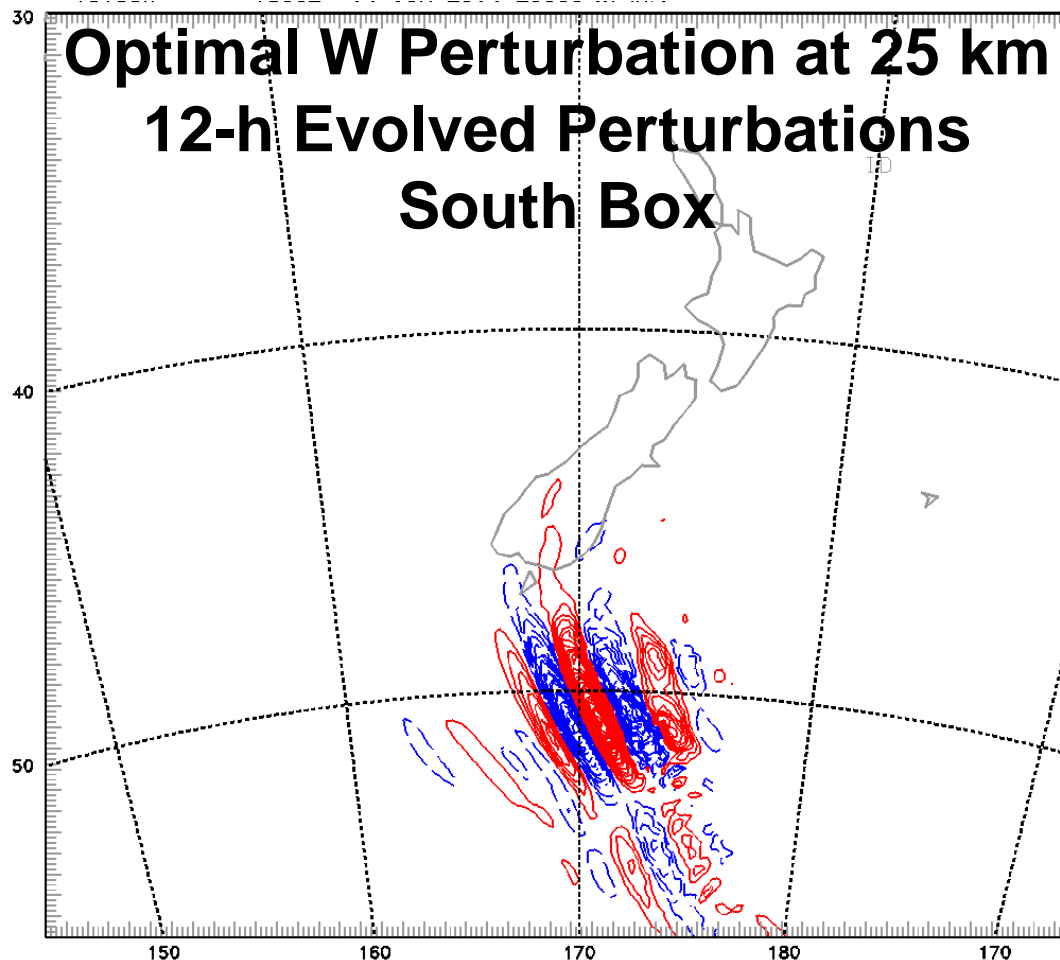 30
Optimal W Perturbation at 25 km
12-h Evolved Perturbations
South Box
40
50
150 160 170 180 170